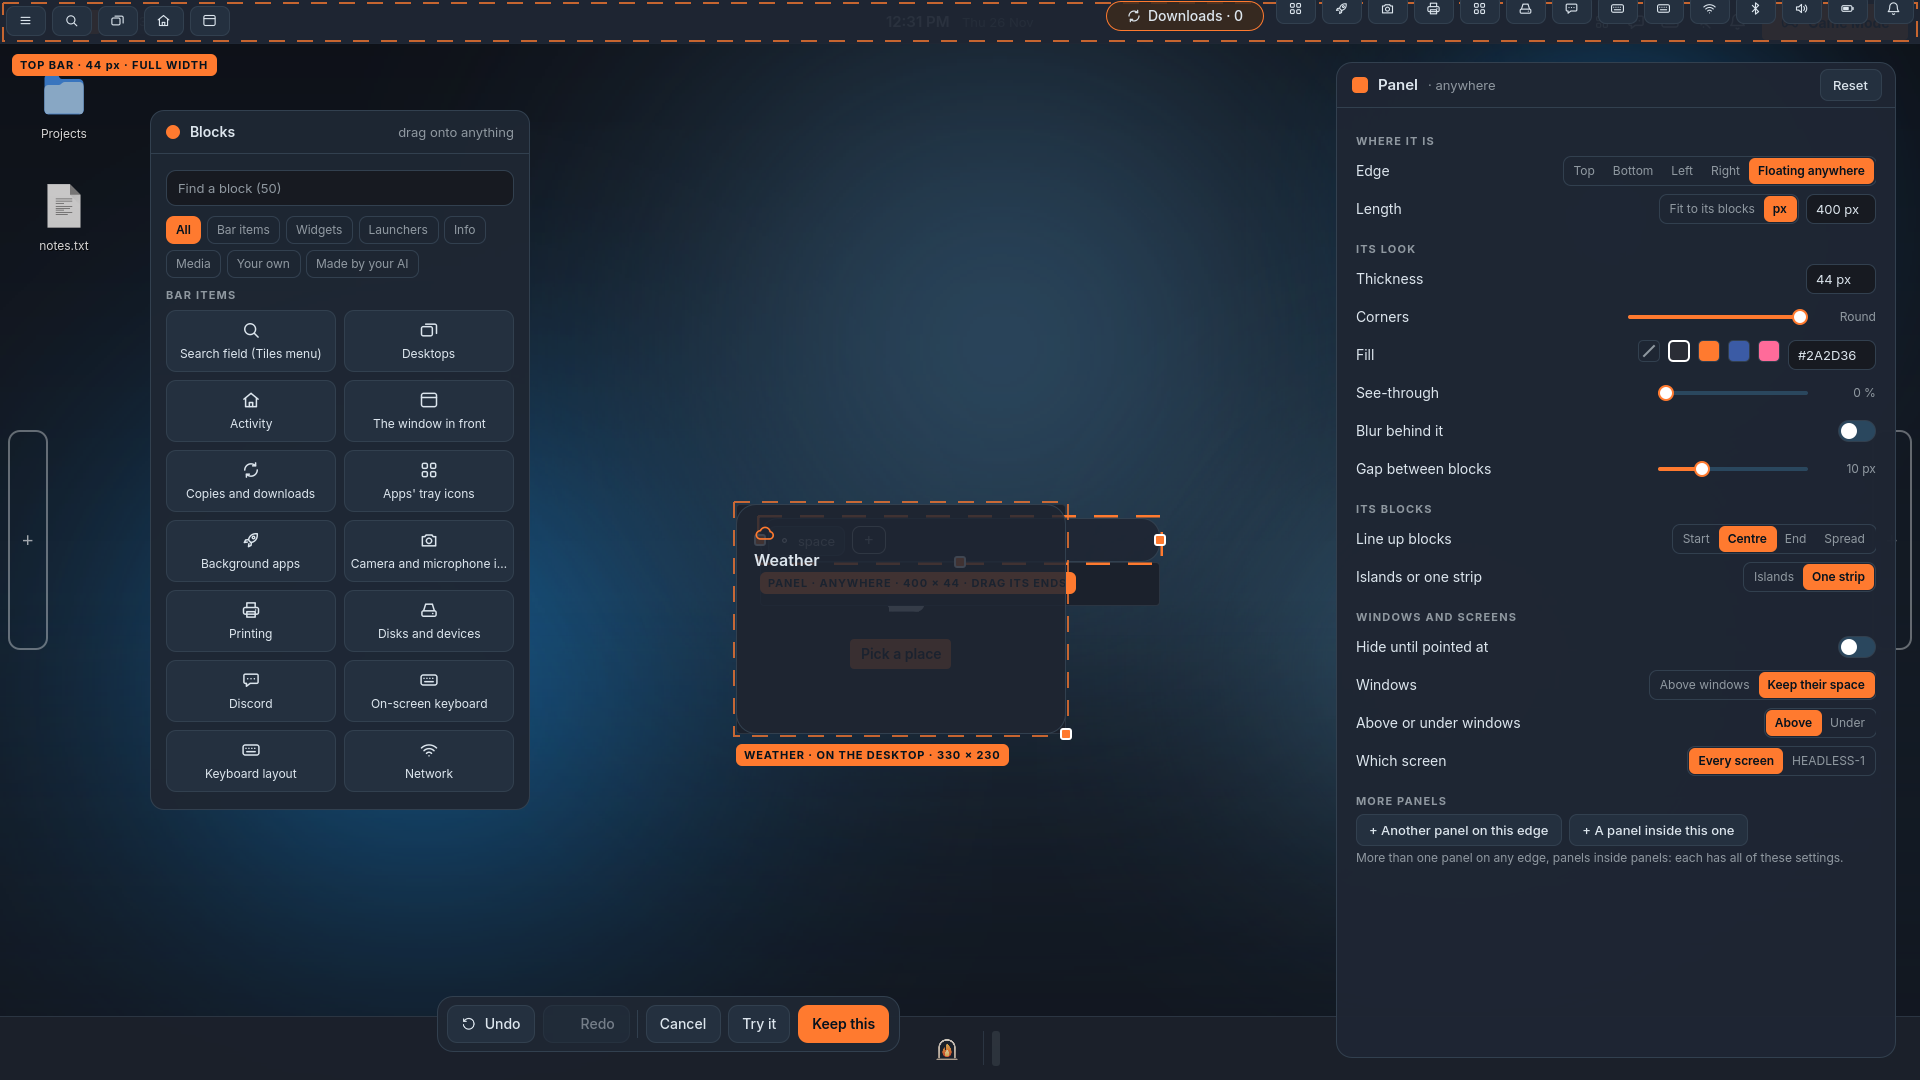 12:31 PM Thu 26 Nov
Downloads · 0
TOP BAR · 44 px · FULL WIDTH
Projects
notes.txt
Blocks
drag onto anything
Find a block (50)
All
Bar items
Widgets
Launchers
Info
Media
Your own
Made by your AI
BAR ITEMS
Search field (Tiles menu)
Desktops
Activity
The window in front
Copies and downloads
Apps' tray icons
Background apps
Camera and microphone i...
Printing
Disks and devices
Discord
On-screen keyboard
Keyboard layout
Network
+
space
+
Weather
PANEL · ANYWHERE · 400 × 44 · DRAG ITS ENDS
Pick a place
WEATHER · ON THE DESKTOP · 330 × 230
Undo
Redo
Cancel
Try it
Keep this
Panel · anywhere
Reset
WHERE IT IS
Edge
Top
Bottom
Left
Right
Floating anywhere
Length
Fit to its blocks
px
400 px
ITS LOOK
Thickness
44 px
Corners
Round
Fill
#2A2D36
See-through
0 %
Blur behind it
Gap between blocks
10 px
ITS BLOCKS
Line up blocks
Start
Centre
End
Spread
Islands or one strip
Islands
One strip
WINDOWS AND SCREENS
Hide until pointed at
Windows
Above windows
Keep their space
Above or under windows
Above
Under
Which screen
Every screen
HEADLESS-1
MORE PANELS
+ Another panel on this edge
+ A panel inside this one
More than one panel on any edge, panels inside panels: each has all of these settings.